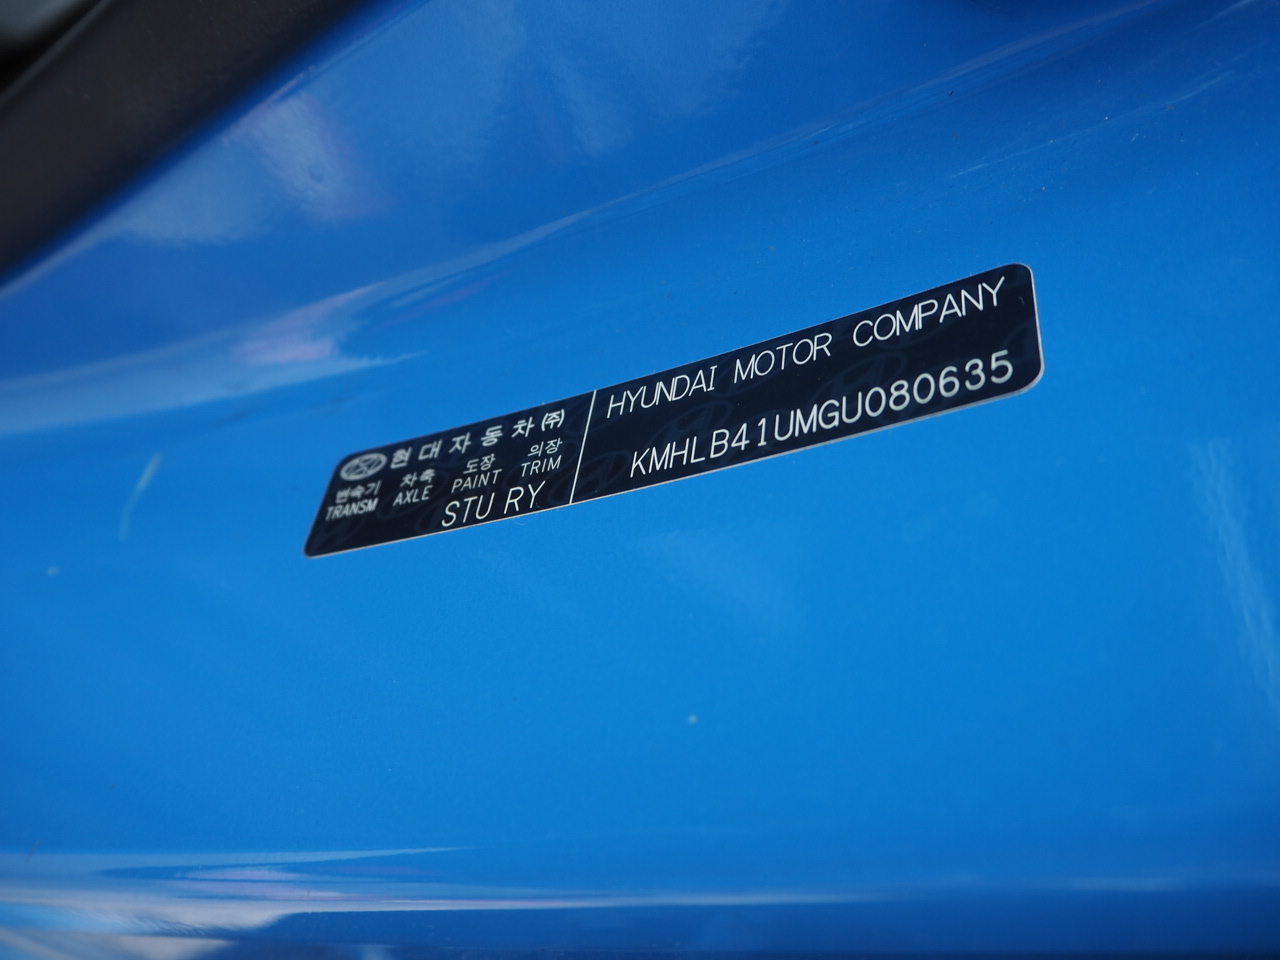 현대자동차(주)
변속기 차축 도장 의장
TRANSM AXLE PAINT TRIM
STU RY
HYUNDAI MOTOR COMPANY
KMHLB41UMGU080635